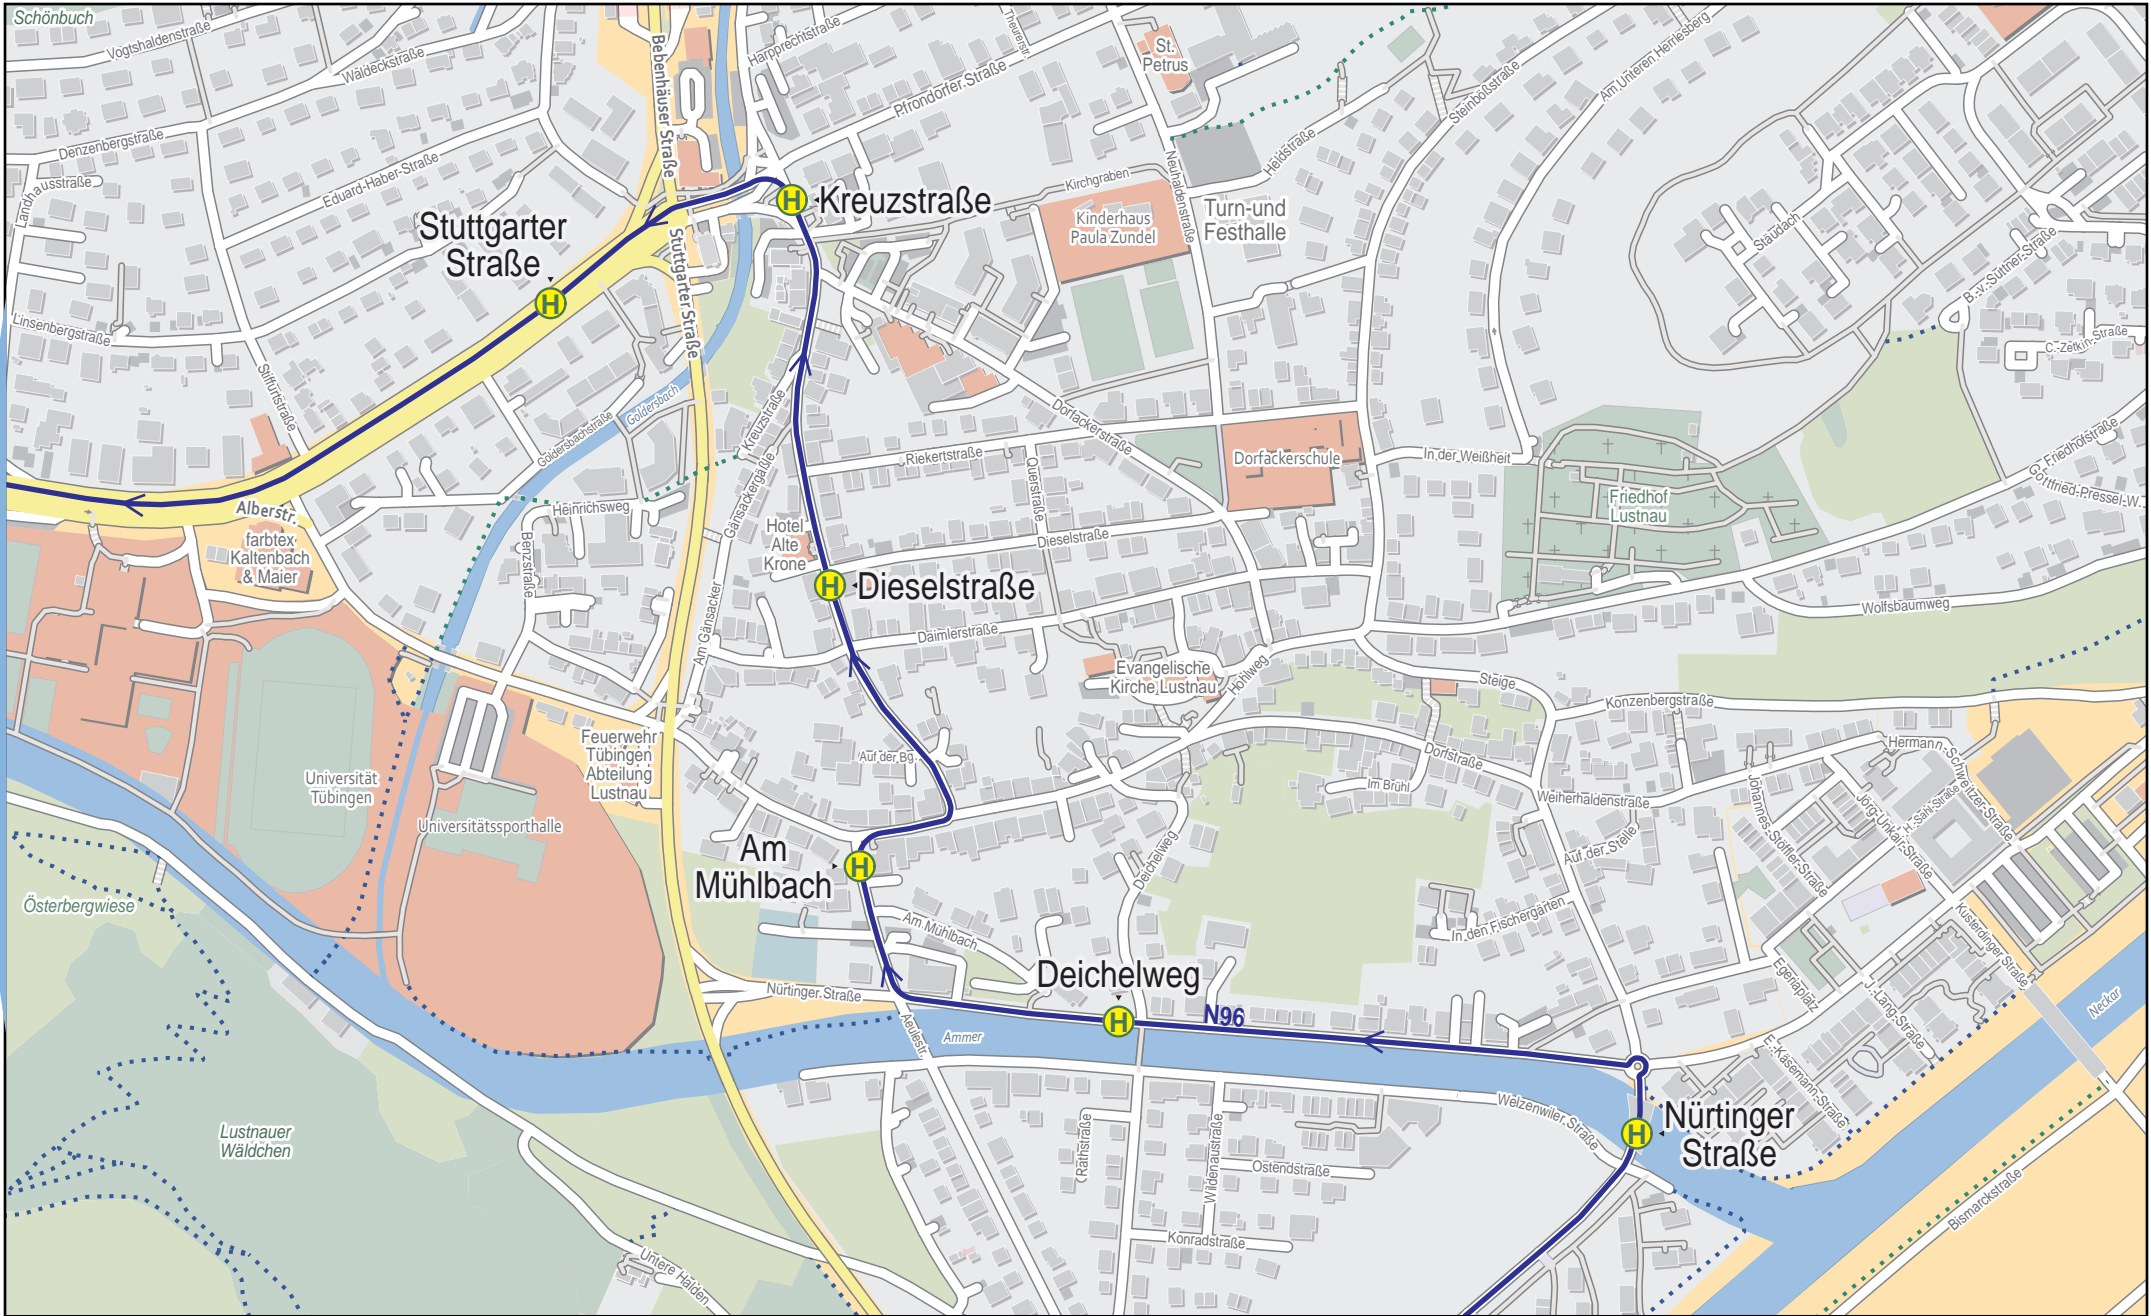 Schönbuch
Vogtshaldenstraße
Waldeckstraße
Denzenbergstraße
Landhausstraße
Eduard-Haber-Straße
Linsenbergstraße
Stiffurtstraße
Bebenhäuser Straße
Harpprechtstraße
Theurerstr.
Pfrondorfer Straße
St.
Petrus
Steinbößstraße
Am Unteren Herrlesberg
Heidstraße
Neuhaldenstraße
Kirchgraben
Kinderhaus
Paula Zundel
Turn-und
Festhalle
Stäudach
B.-v.-Suttner-Straße
C.-Zetkin-Straße
Stuttgarter
Straße
Kreuzstraße
Stuttgarter Straße
Goldersbach
Goldersbachstraße
Kreuzstraße
Gänsackergäßle
Dorfackerstraße
Riekertstraße
Querstraße
Dorfackerschule
In der Weißheit
Friedhof
Lustnau
G.-Friedhofstraße
Gottfried-Pressel-W.
Alberstr.
farbtex
Kaltenbach
& Maier
Heinrichsweg
Benzstraße
Hotel
Alte
Krone
Dieselstraße
Dieselstraße
Am Gänsacker
Daimlerstraße
Wolfsbaumweg
Evangelische
Kirche Lustnau
Hohlweg
Steige
Konzenbergstraße
Feuerwehr
Tübingen
Abteilung
Lustnau
Auf der Bg.
Dorfstraße
Im Brühl
Weiherhaldenstraße
Hermann-Schweitzer-Straße
Johannes-Stöffler-Straße
Jörg-Unkair-Straße
H.-Sahl-Straße
Universität
Tübingen
Universitätssporthalle
Am
Mühlbach
Deichelweg
Auf der Steile
In den Fischergärten
Österbergwiese
Am Mühlbach
Egeriaplatz
Kusterdinger Straße
J.-Lang-Straße
Nürtinger Straße
Deichelweg
N96
Aeulestr.
Ammer
Neckar
E.-Käsemann-Straße
Welzenwiler Straße
Nürtinger
Straße
Lustnauer
Wäldchen
Räthstraße
Wildenaustraße
Ostendstraße
Konradstraße
Bismarckstraße
Untere Halden
H
H
H
H
H
H